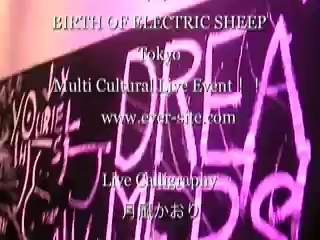 BIRTH OF ELECTRIC SHEEP
Tokyo
Multi Cultural Live Event！！
www.ever-site.com
Live Calligraphy
月風かおり
DREA